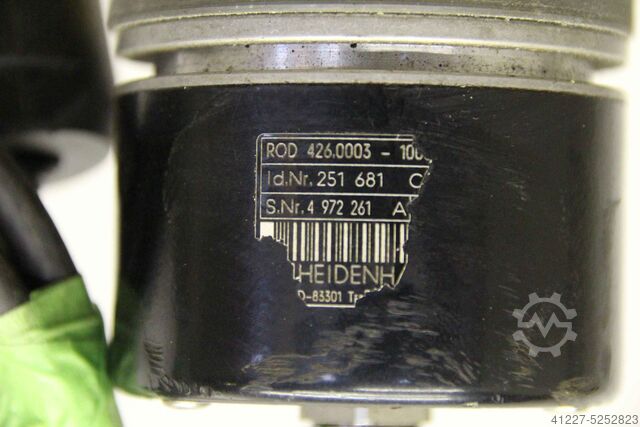 ROD 426.0003 - 100
Id.Nr. 251 681 C
S.Nr. 4 972 261 A
HEIDENH
D-83301
41227-5252823